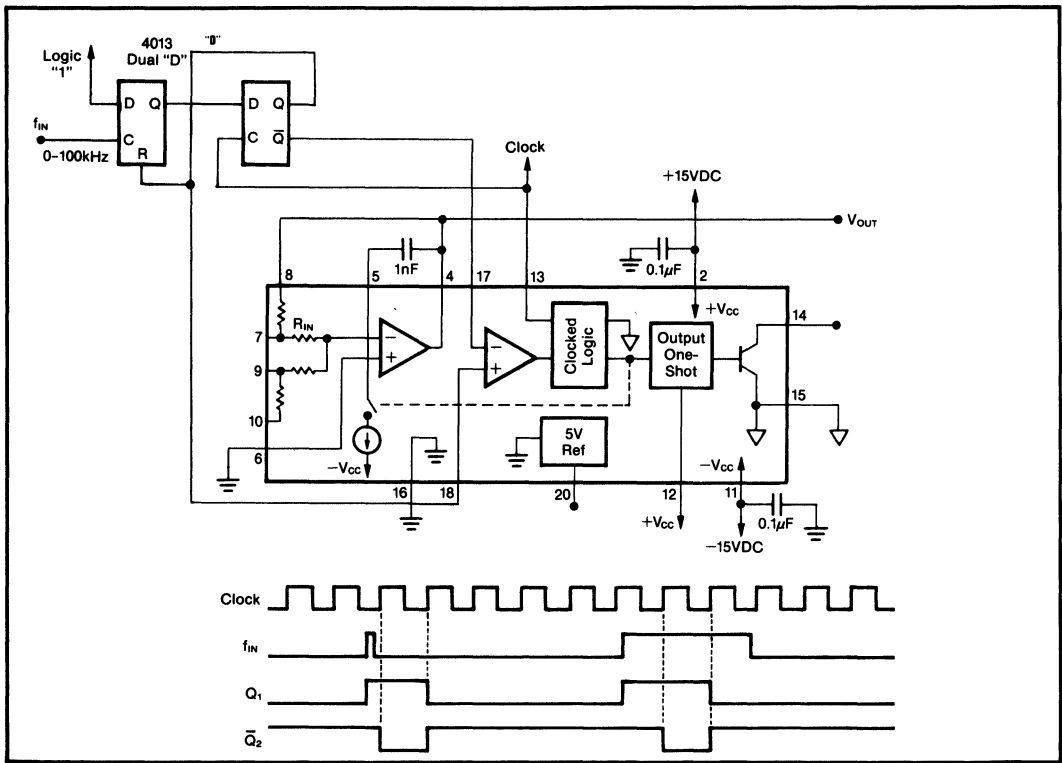 4013
Dual "D"
"D"
Logic
"1"
D Q
C
R
fIN
0–100kHz
D Q
C Q̅
Clock
+15VDC
VOUT
1nF
0.1µF
8
5
4
17
13
2
+VCC
14
7
RIN
−
+
−
+
Clocked
Logic
Output
One-
Shot
9
10
6
15
5V
Ref
−VCC
−VCC
16
18
20
12
11
+VCC
0.1µF
−15VDC
Clock
fIN
Q1
Q̅2